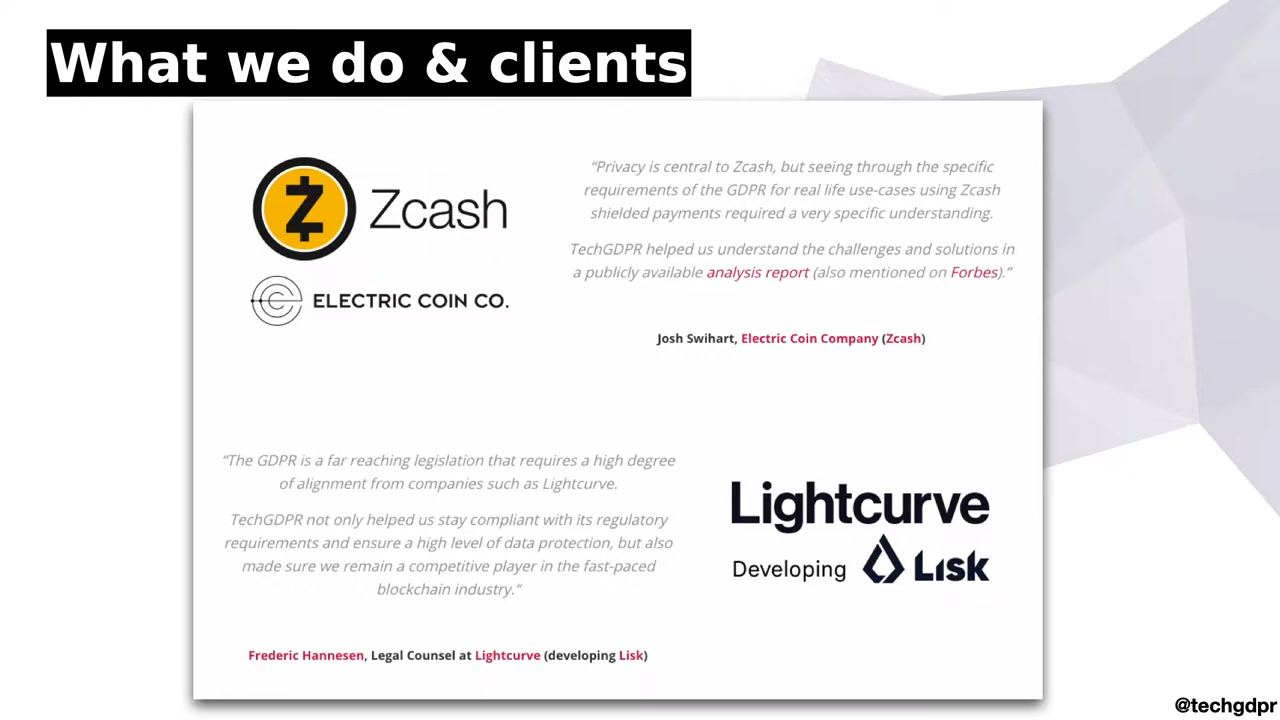 What we do & clients
Zcash
ELECTRIC COIN CO.
“Privacy is central to Zcash, but seeing through the specific
requirements of the GDPR for real life use-cases using Zcash
shielded payments required a very specific understanding.
TechGDPR helped us understand the challenges and solutions in
a publicly available analysis report (also mentioned on Forbes).”
Josh Swihart, Electric Coin Company (Zcash)
“The GDPR is a far reaching legislation that requires a high degree
of alignment from companies such as Lightcurve.
TechGDPR not only helped us stay compliant with its regulatory
requirements and ensure a high level of data protection, but also
made sure we remain a competitive player in the fast-paced
blockchain industry.“
Frederic Hannesen, Legal Counsel at Lightcurve (developing Lisk)
Lightcurve
Developing Lisk
@techgdpr